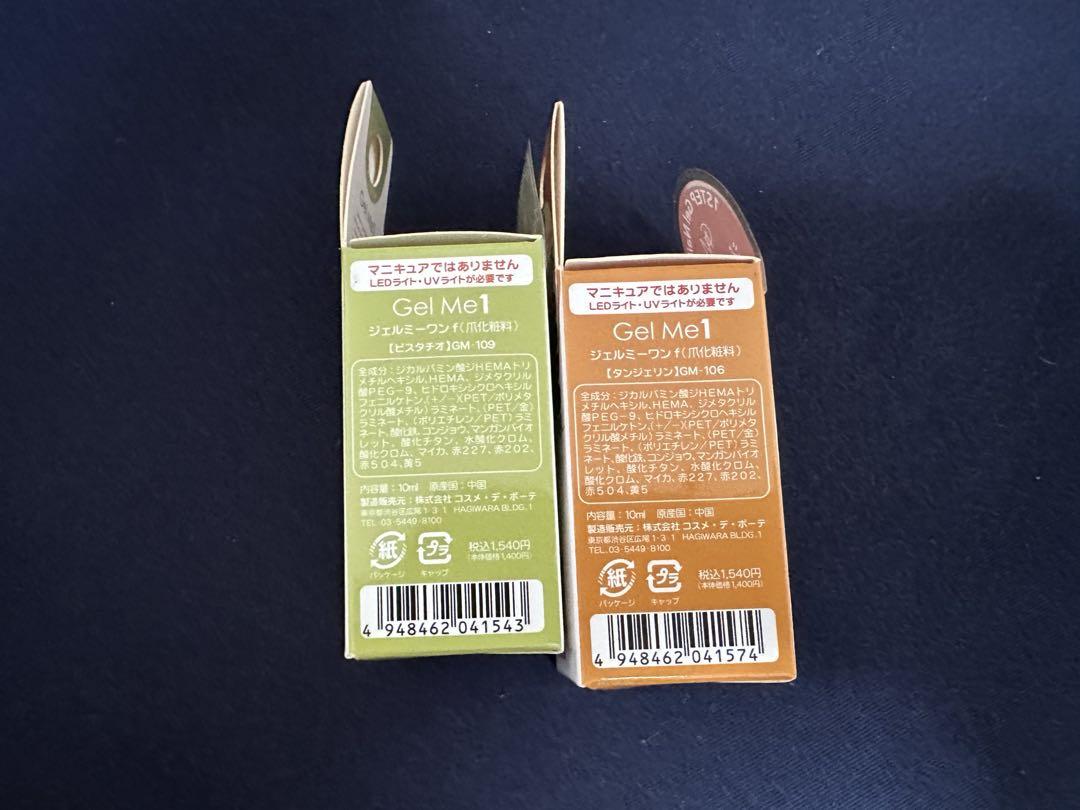 マニキュアではありません
LEDライト・UVライトが必要です
Gel Me1
ジェルミーワン f(爪化粧料)
【ピスタチオ】GM-109
全成分：ジカルバミン酸ジHEMAトリ
メチルヘキシル、HEMA、ジメタクリル
酸PEG-9、ヒドロキシシクロヘキシル
フェニルケトン、(+/-)(PET/ポリメタ
クリル酸メチル)ラミネート、(PET/金)
ラミネート、(ポリエチレン/PET)ラミ
ネート、酸化鉄、コンジョウ、マンガンバイオ
レット、酸化チタン、水酸化クロム、
酸化クロム、マイカ、赤227、赤202、
赤504、黄5
内容量：10ml 原産国：中国
製造販売元：株式会社 コスメ・デ・ボーテ
東京都渋谷区広尾1-3-1 HAGIWARA BLDG.1
TEL.03-5449-8100
紙
パッケージ
プラ
キャップ
税込1,540円
(本体価格1,400円)
4 948462 041543
1 STEP Gel
マニキュアではありません
LEDライト・UVライトが必要です
Gel Me1
ジェルミーワン f(爪化粧料)
【タンジェリン】GM-106
全成分：ジカルバミン酸ジHEMAトリ
メチルヘキシル、HEMA、ジメタクリル
酸PEG-9、ヒドロキシシクロヘキシル
フェニルケトン、(+/-)(PET/ポリメタ
クリル酸メチル)ラミネート、(PET/金)
ラミネート、(ポリエチレン/PET)ラミ
ネート、酸化鉄、コンジョウ、マンガンバイオ
レット、酸化チタン、水酸化クロム、
酸化クロム、マイカ、赤227、赤202、
赤504、黄5
内容量：10ml 原産国：中国
製造販売元：株式会社 コスメ・デ・ボーテ
東京都渋谷区広尾1-3-1 HAGIWARA BLDG.1
TEL.03-5449-8100
紙
パッケージ
プラ
キャップ
税込1,540円
(本体価格1,400円)
4 948462 041574